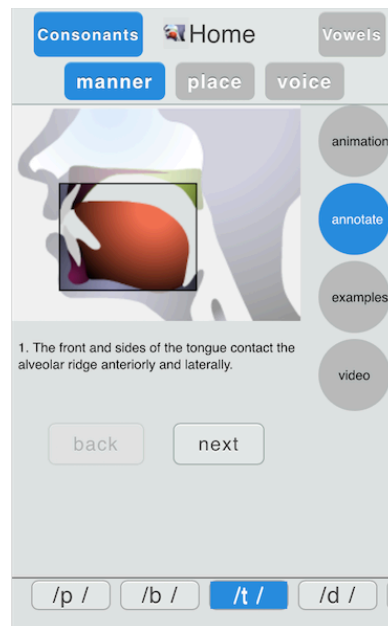 Consonants Home Vowels
manner place voice
animation
annotate
examples
video
1. The front and sides of the tongue contact the
alveolar ridge anteriorly and laterally.
back next
/p / /b / /t / /d /